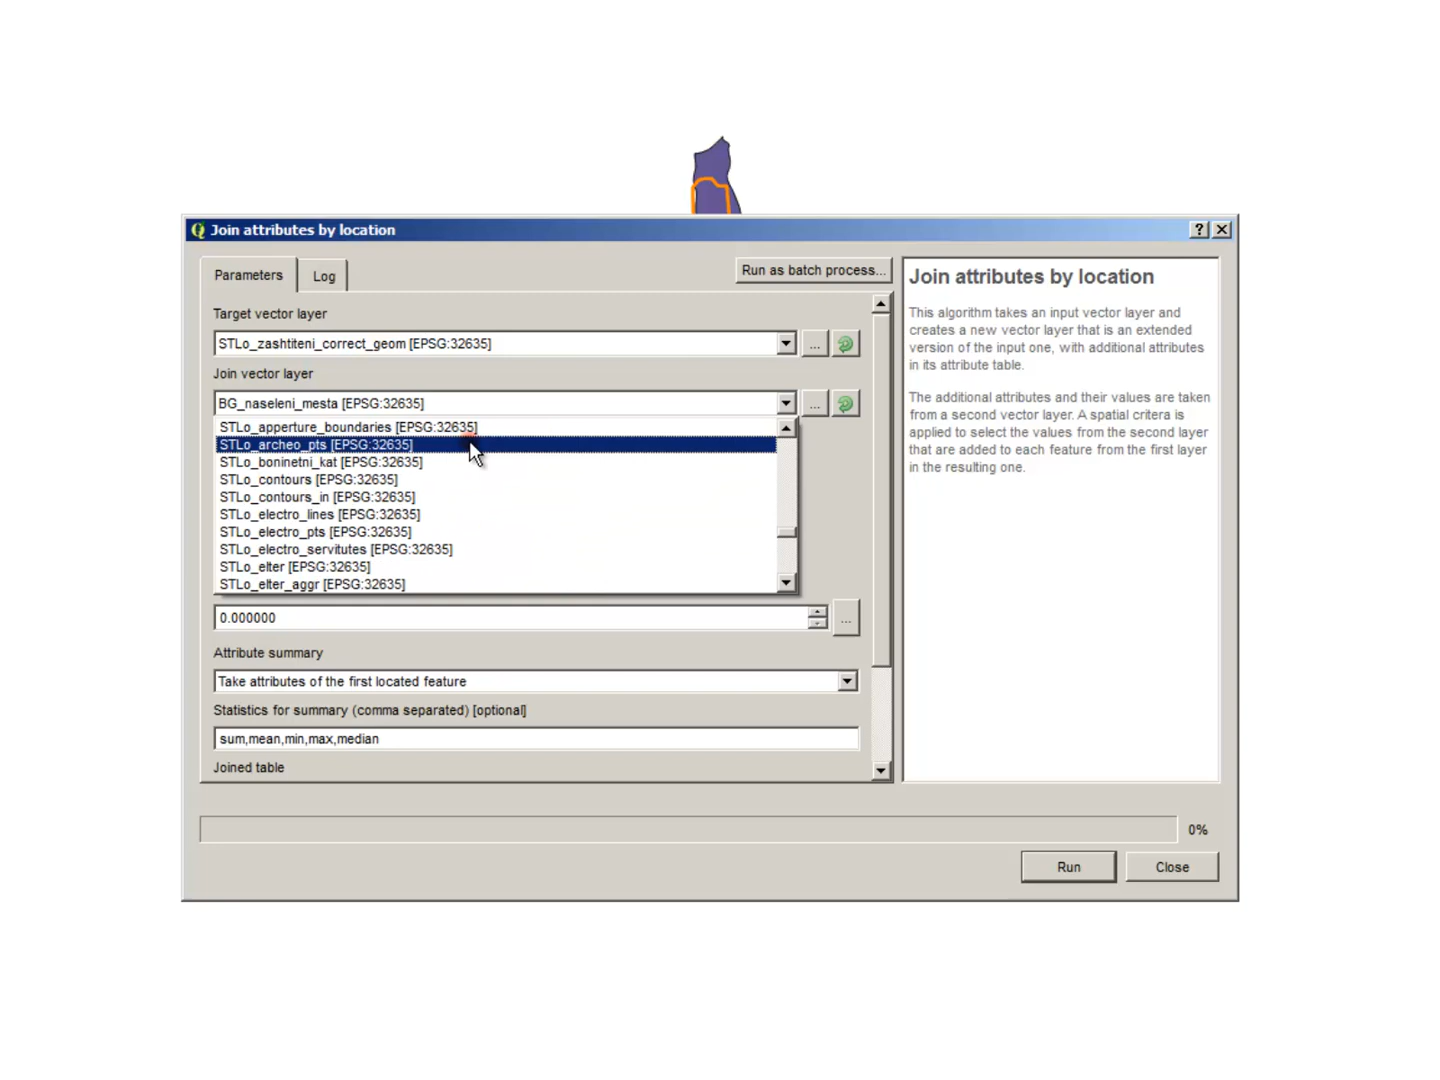 Join attributes by location
Parameters
Log
Run as batch process...
Target vector layer
STLo_zashtiteni_correct_geom [EPSG:32635]
...
Join vector layer
BG_naseleni_mesta [EPSG:32635]
...
STLo_apperture_boundaries [EPSG:32635]
STLo_archeo_pts [EPSG:32635]
STLo_boninetni_kat [EPSG:32635]
STLo_contours [EPSG:32635]
STLo_contours_in [EPSG:32635]
STLo_electro_lines [EPSG:32635]
STLo_electro_pts [EPSG:32635]
STLo_electro_servitutes [EPSG:32635]
STLo_elter [EPSG:32635]
STLo_elter_aggr [EPSG:32635]
0.000000
...
Attribute summary
Take attributes of the first located feature
Statistics for summary (comma separated) [optional]
sum,mean,min,max,median
Joined table
Join attributes by location
This algorithm takes an input vector layer and
creates a new vector layer that is an extended
version of the input one, with additional attributes
in its attribute table.
The additional attributes and their values are taken
from a second vector layer. A spatial critera is
applied to select the values from the second layer
that are added to each feature from the first layer
in the resulting one.
0%
Run
Close